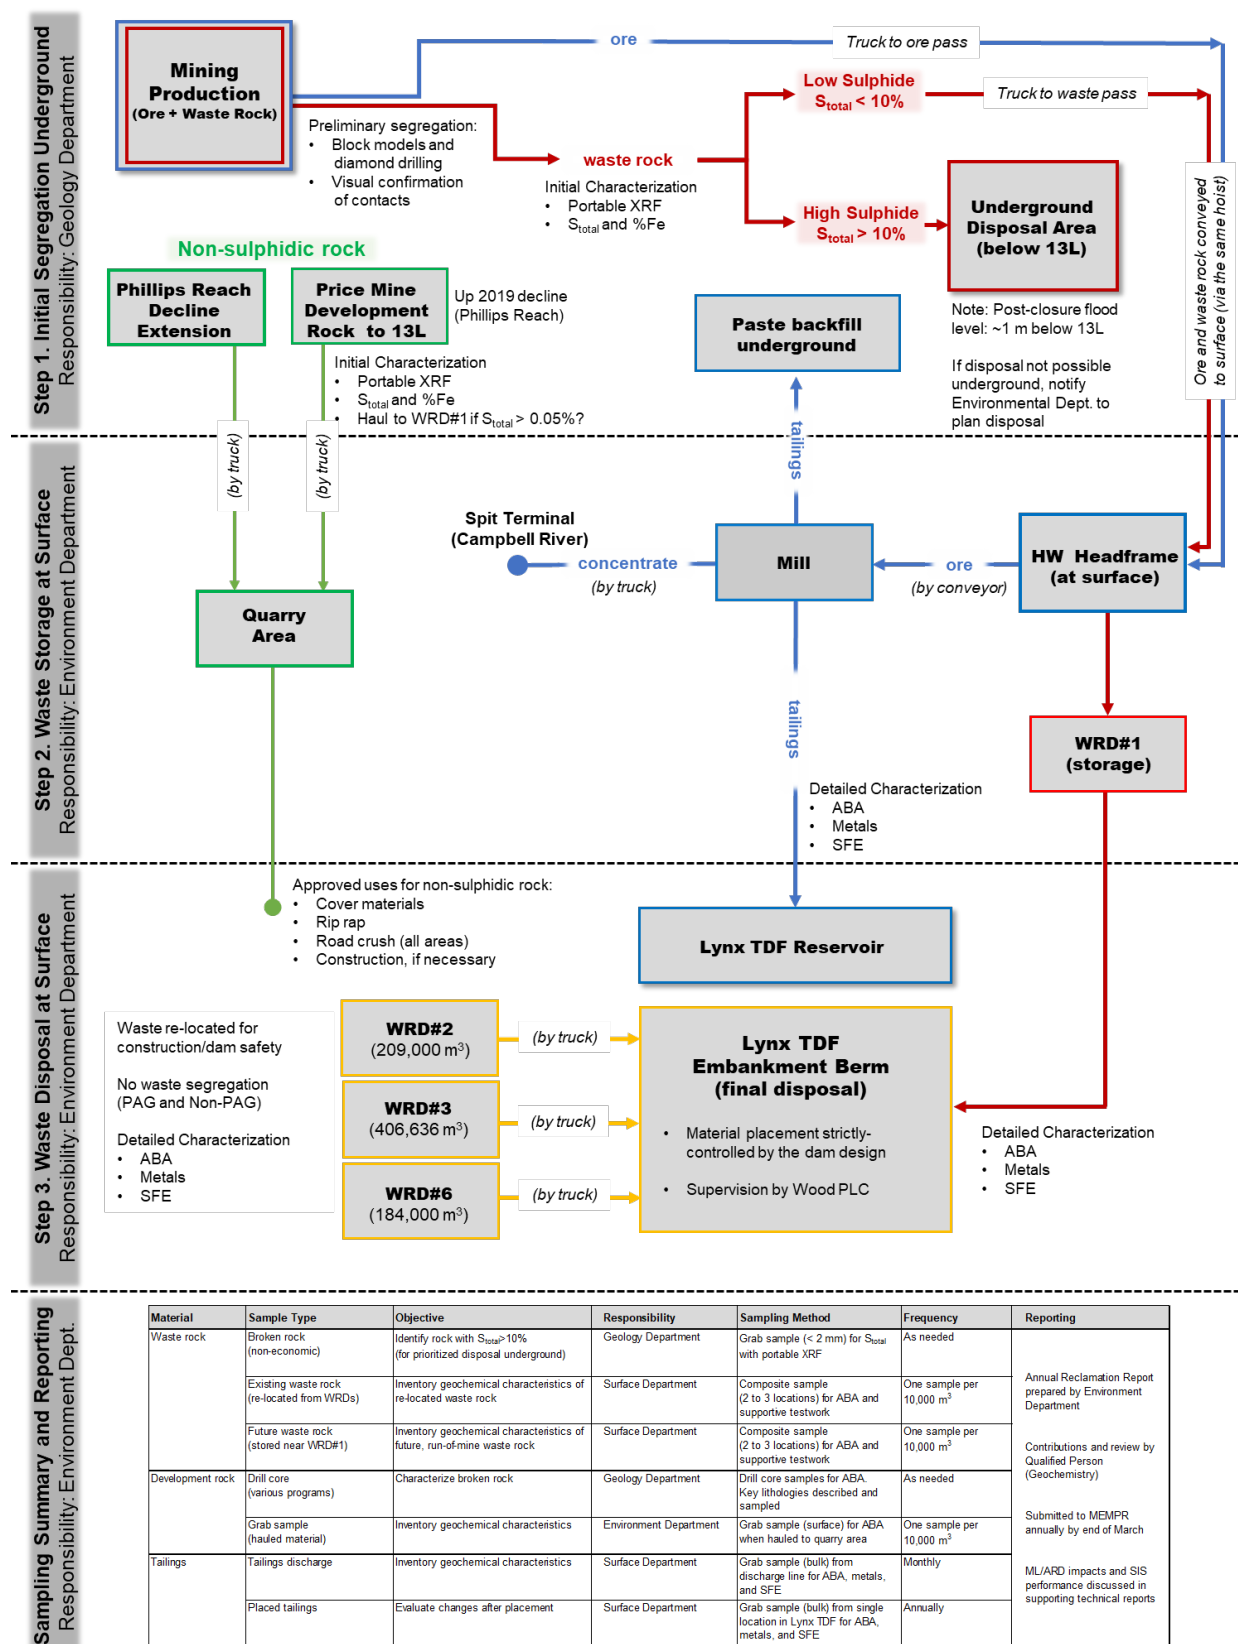 Step 1. Initial Segregation Underground
Responsibility: Geology Department
Mining
Production
(Ore + Waste Rock)
ore
Truck to ore pass
Preliminary segregation:
• Block models and
diamond drilling
• Visual confirmation
of contacts
waste rock
Initial Characterization
• Portable XRF
• Stotal and %Fe
Low Sulphide
Stotal < 10%
Truck to waste pass
High Sulphide
Stotal > 10%
Underground
Disposal Area
(below 13L)
Note: Post-closure flood
level: ~1 m below 13L
If disposal not possible
underground, notify
Environmental Dept. to
plan disposal
Ore and waste rock conveyed
to surface (via the same hoist)
Non-sulphidic rock
Phillips Reach
Decline
Extension
Price Mine
Development
Rock to 13L
Up 2019 decline
(Phillips Reach)
Initial Characterization
• Portable XRF
• Stotal and %Fe
• Haul to WRD#1 if Stotal > 0.05%?
Paste backfill
underground
Step 2. Waste Storage at Surface
Responsibility: Environment Department
(by truck)
(by truck)
tailings
Spit Terminal
(Campbell River)
concentrate
(by truck)
Mill
ore
(by conveyor)
HW Headframe
(at surface)
Quarry
Area
tailings
WRD#1
(storage)
Detailed Characterization
• ABA
• Metals
• SFE
Step 3. Waste Disposal at Surface
Responsibility: Environment Department
Approved uses for non-sulphidic rock:
• Cover materials
• Rip rap
• Road crush (all areas)
• Construction, if necessary
Lynx TDF Reservoir
Waste re-located for
construction/dam safety
No waste segregation
(PAG and Non-PAG)
Detailed Characterization
• ABA
• Metals
• SFE
WRD#2
(209,000 m³)
(by truck)
WRD#3
(406,636 m³)
(by truck)
WRD#6
(184,000 m³)
(by truck)
Lynx TDF
Embankment Berm
(final disposal)
• Material placement strictly-
controlled by the dam design
• Supervision by Wood PLC
Detailed Characterization
• ABA
• Metals
• SFE
Sampling Summary and Reporting
Responsibility: Environment Dept.
Material Sample Type Objective Responsibility Sampling Method Frequency Reporting
Waste rock Broken rock Identify rock with Stotal>10% Geology Department Grab sample (< 2 mm) for Stotal As needed
(non-economic) (for prioritized disposal underground) with portable XRF
Existing waste rock Inventory geochemical characteristics of Surface Department Composite sample One sample per
(re-located from WRDs) re-located waste rock (2 to 3 locations) for ABA and 10,000 m³
supportive testwork
Future waste rock Inventory geochemical characteristics of Surface Department Composite sample One sample per
(stored near WRD#1) future, run-of-mine waste rock (2 to 3 locations) for ABA and 10,000 m³
supportive testwork
Development rock Drill core Characterize broken rock Geology Department Drill core samples for ABA. As needed
(various programs) Key lithologies described and
sampled
Grab sample Inventory geochemical characteristics Environment Department Grab sample (surface) for ABA One sample per
(hauled material) when hauled to quarry area 10,000 m³
Tailings Tailings discharge Inventory geochemical characteristics Surface Department Grab sample (bulk) from Monthly
discharge line for ABA, metals,
and SFE
Placed tailings Evaluate changes after placement Surface Department Grab sample (bulk) from single Annually
location in Lynx TDF for ABA,
metals, and SFE
Annual Reclamation Report
prepared by Environment
Department
Contributions and review by
Qualified Person
(Geochemistry)
Submitted to MEMPR
annually by end of March
ML/ARD impacts and SIS
performance discussed in
supporting technical reports